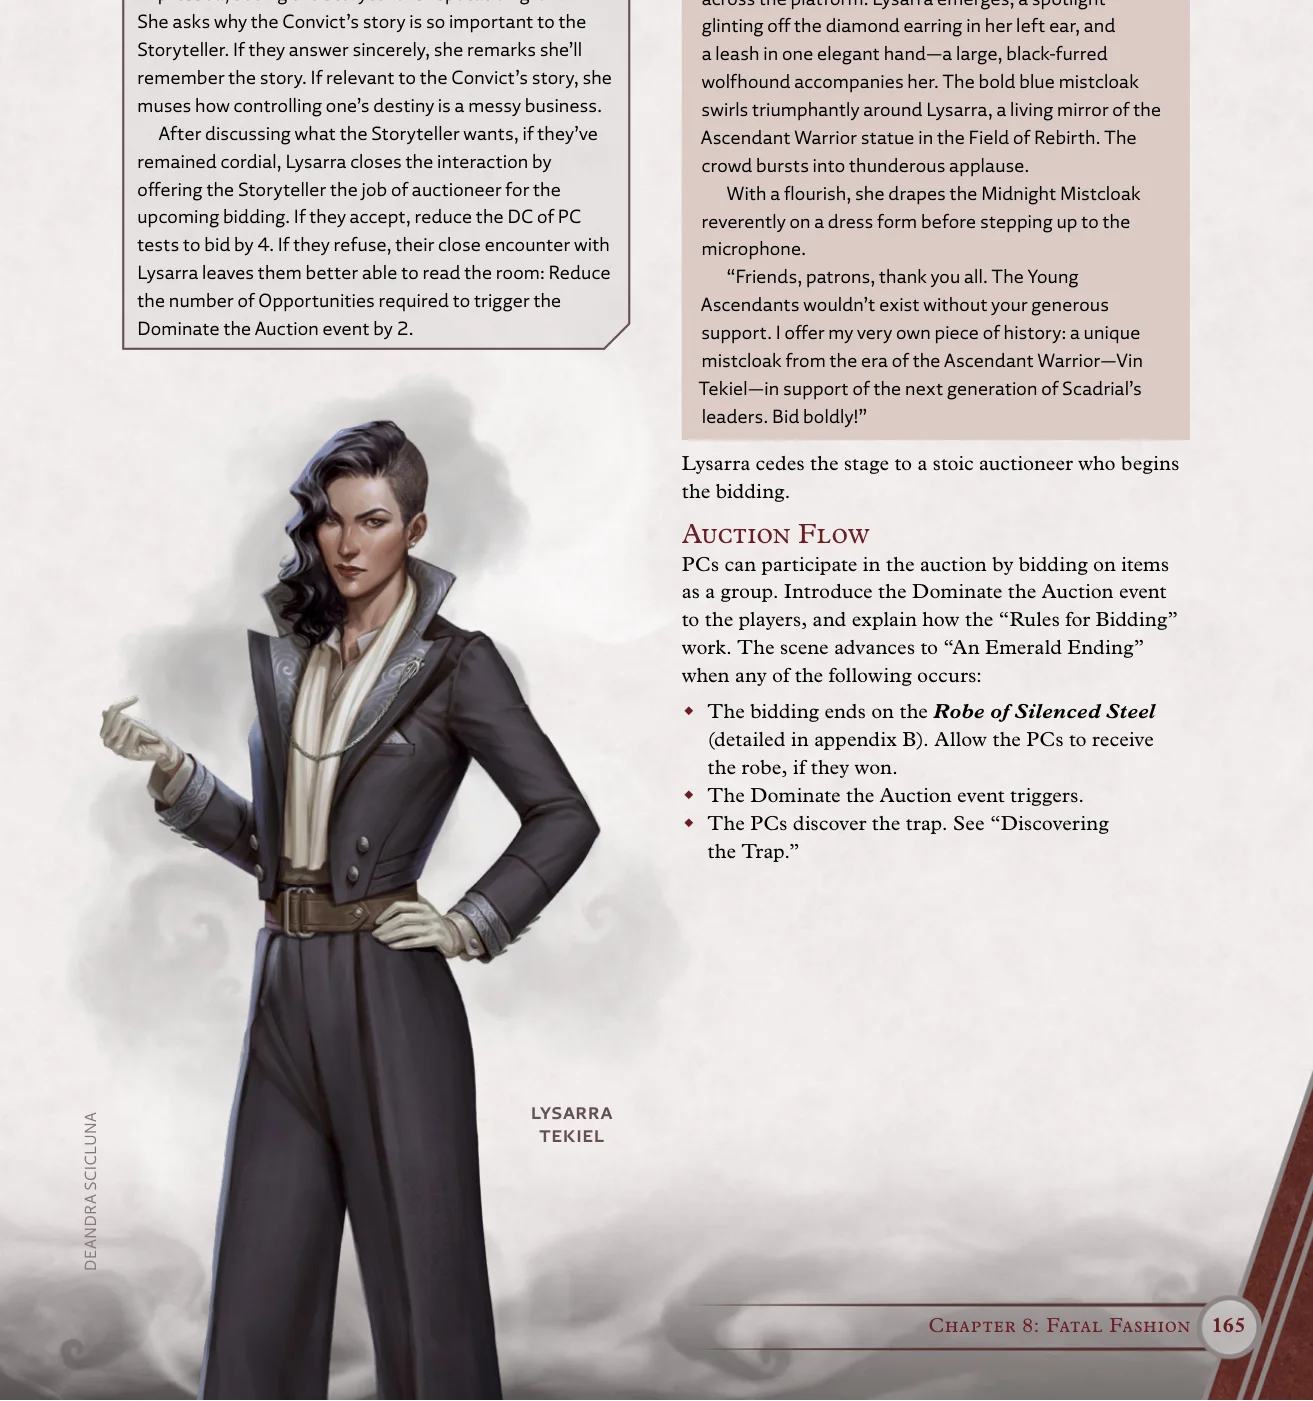 She asks why the Convict's story is so important to the
Storyteller. If they answer sincerely, she remarks she'll
remember the story. If relevant to the Convict's story, she
muses how controlling one's destiny is a messy business.
After discussing what the Storyteller wants, if they've
remained cordial, Lysarra closes the interaction by
offering the Storyteller the job of auctioneer for the
upcoming bidding. If they accept, reduce the DC of PC
tests to bid by 4. If they refuse, their close encounter with
Lysarra leaves them better able to read the room: Reduce
the number of Opportunities required to trigger the
Dominate the Auction event by 2.
LYSARRA
TEKIEL
DEANDRA SCICLUNA
across the platform. Lysarra emerges, a spotlight
glinting off the diamond earring in her left ear, and
a leash in one elegant hand—a large, black-furred
wolfhound accompanies her. The bold blue mistcloak
swirls triumphantly around Lysarra, a living mirror of the
Ascendant Warrior statue in the Field of Rebirth. The
crowd bursts into thunderous applause.
With a flourish, she drapes the Midnight Mistcloak
reverently on a dress form before stepping up to the
microphone.
“Friends, patrons, thank you all. The Young
Ascendants wouldn't exist without your generous
support. I offer my very own piece of history: a unique
mistcloak from the era of the Ascendant Warrior—Vin
Tekiel—in support of the next generation of Scadrial's
leaders. Bid boldly!”
Lysarra cedes the stage to a stoic auctioneer who begins
the bidding.
Auction Flow
PCs can participate in the auction by bidding on items
as a group. Introduce the Dominate the Auction event
to the players, and explain how the “Rules for Bidding”
work. The scene advances to “An Emerald Ending”
when any of the following occurs:
◆ The bidding ends on the Robe of Silenced Steel
(detailed in appendix B). Allow the PCs to receive
the robe, if they won.
◆ The Dominate the Auction event triggers.
◆ The PCs discover the trap. See “Discovering
the Trap.”
Chapter 8: Fatal Fashion 165